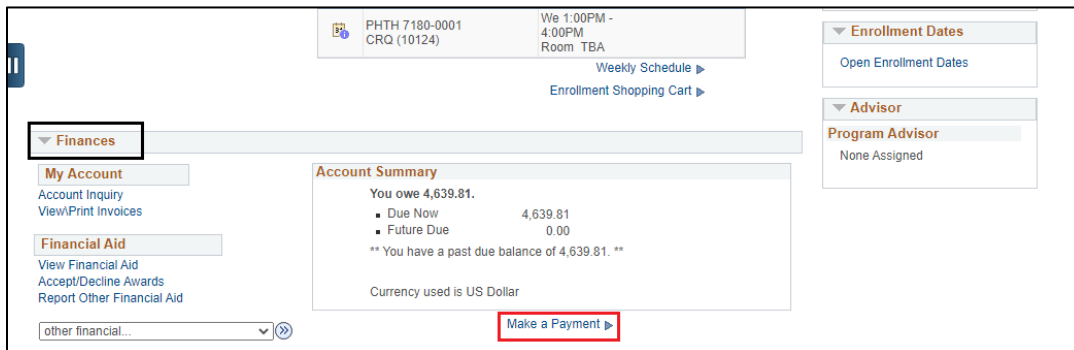 PHTH 7180-0001
CRQ (10124)
We 1:00PM -
4:00PM
Room TBA
Weekly Schedule
Enrollment Shopping Cart
Enrollment Dates
Open Enrollment Dates
Advisor
Program Advisor
None Assigned
Finances
My Account
Account Inquiry
View\Print Invoices
Financial Aid
View Financial Aid
Accept/Decline Awards
Report Other Financial Aid
other financial...
Account Summary
You owe 4,639.81.
Due Now 4,639.81
Future Due 0.00
** You have a past due balance of 4,639.81. **
Currency used is US Dollar
Make a Payment